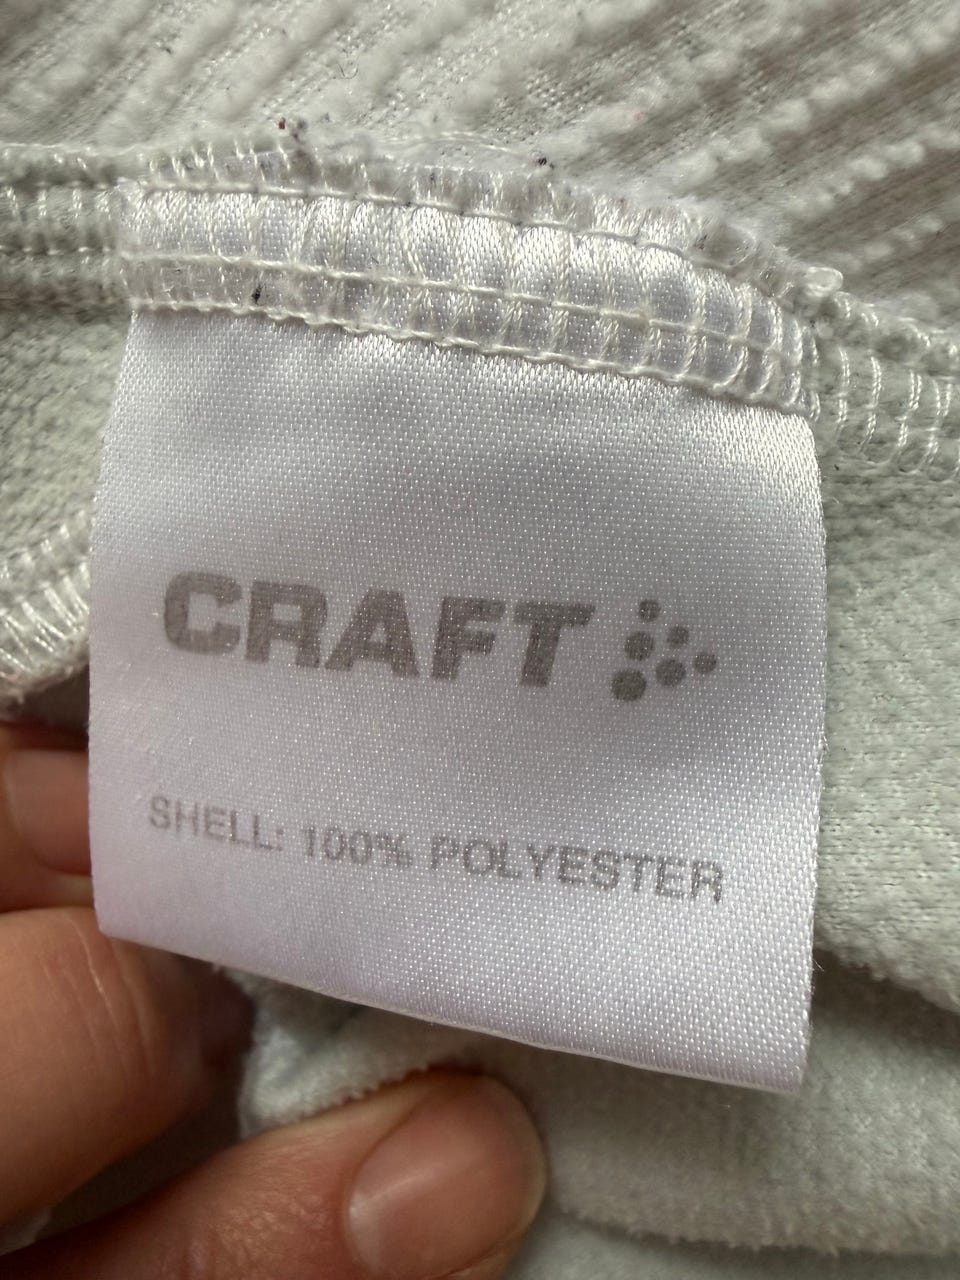 CRAFT
SHELL: 100% POLYESTER